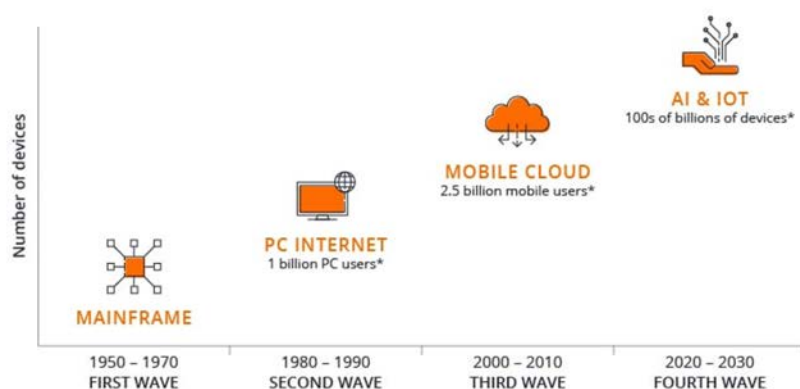 Number of devices
AI & IOT
100s of billions of devices*
MOBILE CLOUD
2.5 billion mobile users*
PC INTERNET
1 billion PC users*
MAINFRAME
1950 – 1970
FIRST WAVE
1980 – 1990
SECOND WAVE
2000 – 2010
THIRD WAVE
2020 – 2030
FOURTH WAVE